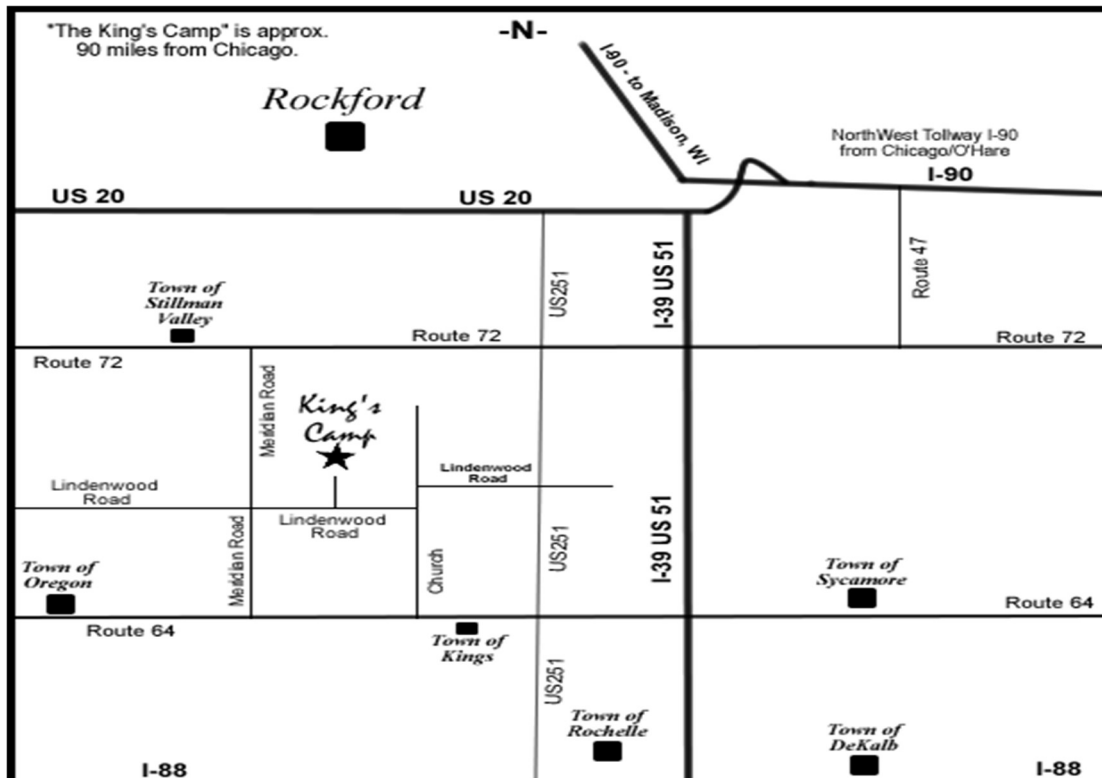 "The King's Camp" is approx.
90 miles from Chicago.
-N-
I-90 - to Madison, WI
Rockford
NorthWest Tollway I-90
from Chicago/O'Hare
I-90
US 20
US 20
Route 47
US251
I-39 US 51
Town of
Stillman
Valley
Route 72
Route 72
Route 72
Meridian Road
King's
Camp
Lindenwood
Road
Lindenwood
Road
Lindenwood
Road
Meridian Road
Church
US251
I-39 US 51
Town of
Oregon
Town of
Sycamore
Route 64
Route 64
Town of
Kings
US251
Town of
Rochelle
Town of
DeKalb
I-88
I-88